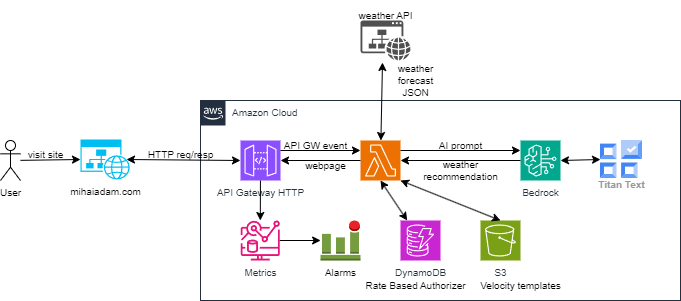 weather API
weather
forecast
JSON
aws
Amazon Cloud
visit site
HTTP req/resp
API GW event
webpage
AI prompt
weather
recommendation
User
mihaiadam.com
API Gateway HTTP
Bedrock
Titan Text
Metrics
Alarms
DynamoDB
Rate Based Authorizer
S3
Velocity templates